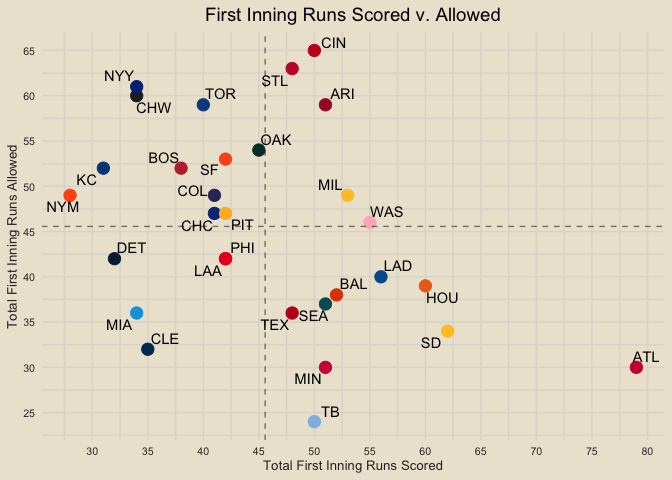 First Inning Runs Scored v. Allowed
Total First Inning Runs Allowed
65
60
55
50
45
40
35
30
25
CIN
STL
NYY
CHW
TOR
ARI
OAK
BOS
SF
KC
NYM
COL
CHC
PIT
MIL
WAS
DET
PHI
LAA
LAD
BAL
HOU
MIA
TEX
SEA
CLE
SD
ATL
MIN
TB
30 35 40 45 50 55 60 65 70 75 80
Total First Inning Runs Scored